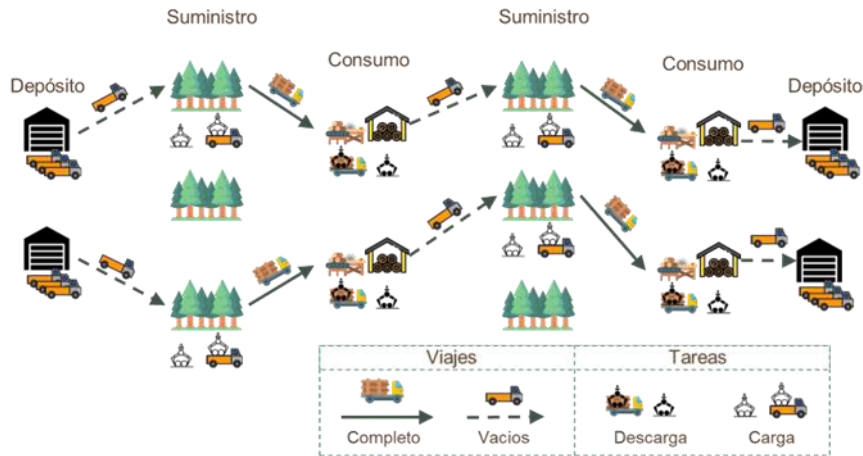 Suministro
Suministro
Consumo
Consumo
Depósito
Depósito
Viajes
Tareas
Completo
Vacios
Descarga
Carga